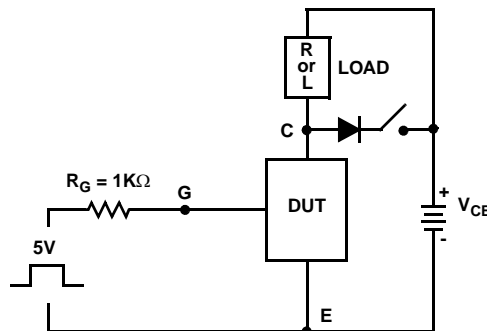 R
or
L
LOAD
C
R_G = 1KΩ
G
DUT
5V
+
-
V_CE
E